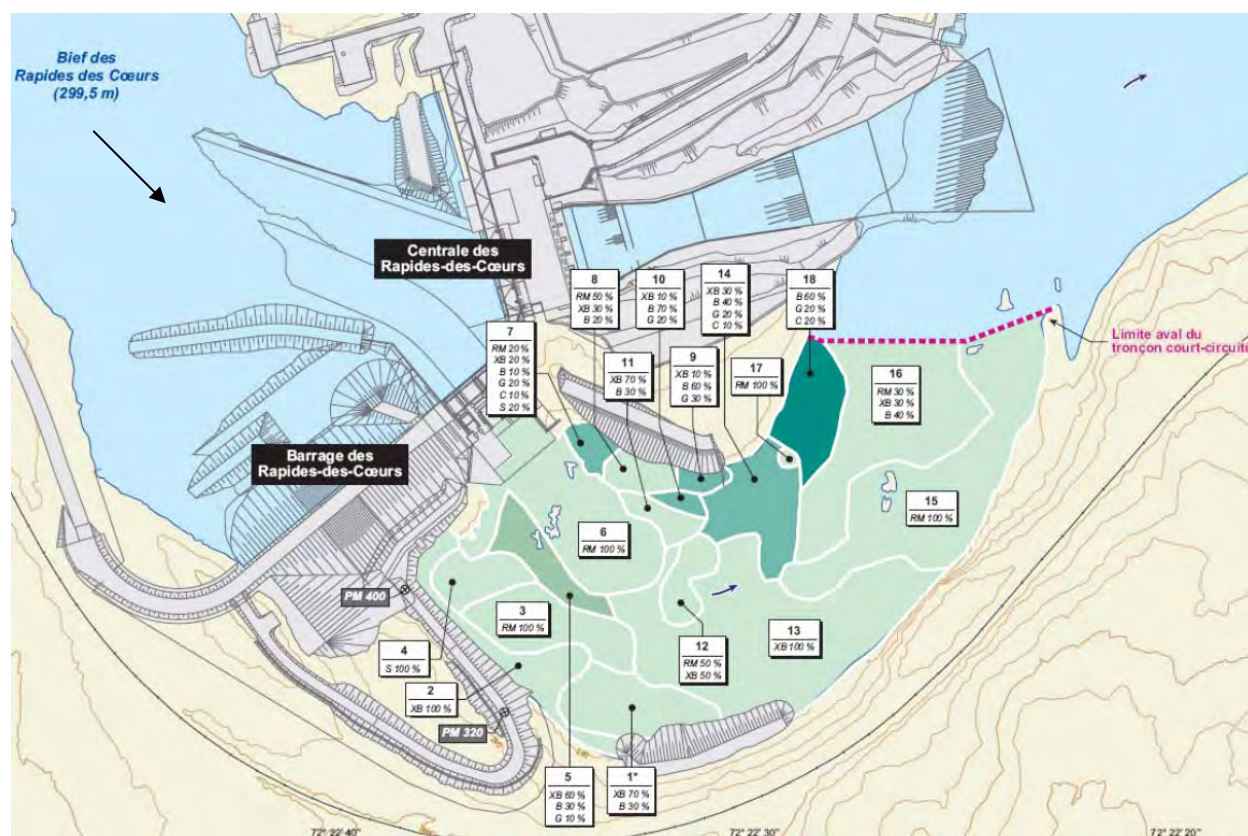 Bief des
Rapides des Cœurs
(299,5 m)
Centrale des
Rapides-des-Cœurs
Barrage des
Rapides-des-Cœurs
8
RM 50 %
XB 30 %
B 20 %
10
XB 10 %
B 70 %
G 20 %
14
XB 30 %
B 40 %
G 20 %
C 10 %
18
B 60 %
G 20 %
C 20 %
7
RM 20 %
XB 20 %
B 10 %
G 20 %
C 10 %
S 20 %
11
XB 70 %
B 30 %
9
XB 10 %
B 60 %
G 30 %
17
RM 100 %
Limite aval du
tronçon court-circuité
16
RM 30 %
XB 30 %
B 40 %
15
RM 100 %
6
RM 100 %
PM 400
3
RM 100 %
4
S 100 %
2
XB 100 %
PM 320
12
RM 50 %
XB 50 %
13
XB 100 %
5
XB 60 %
B 30 %
G 10 %
1*
XB 70 %
B 30 %
72° 22' 40"
72° 22' 30"
72° 22' 20"